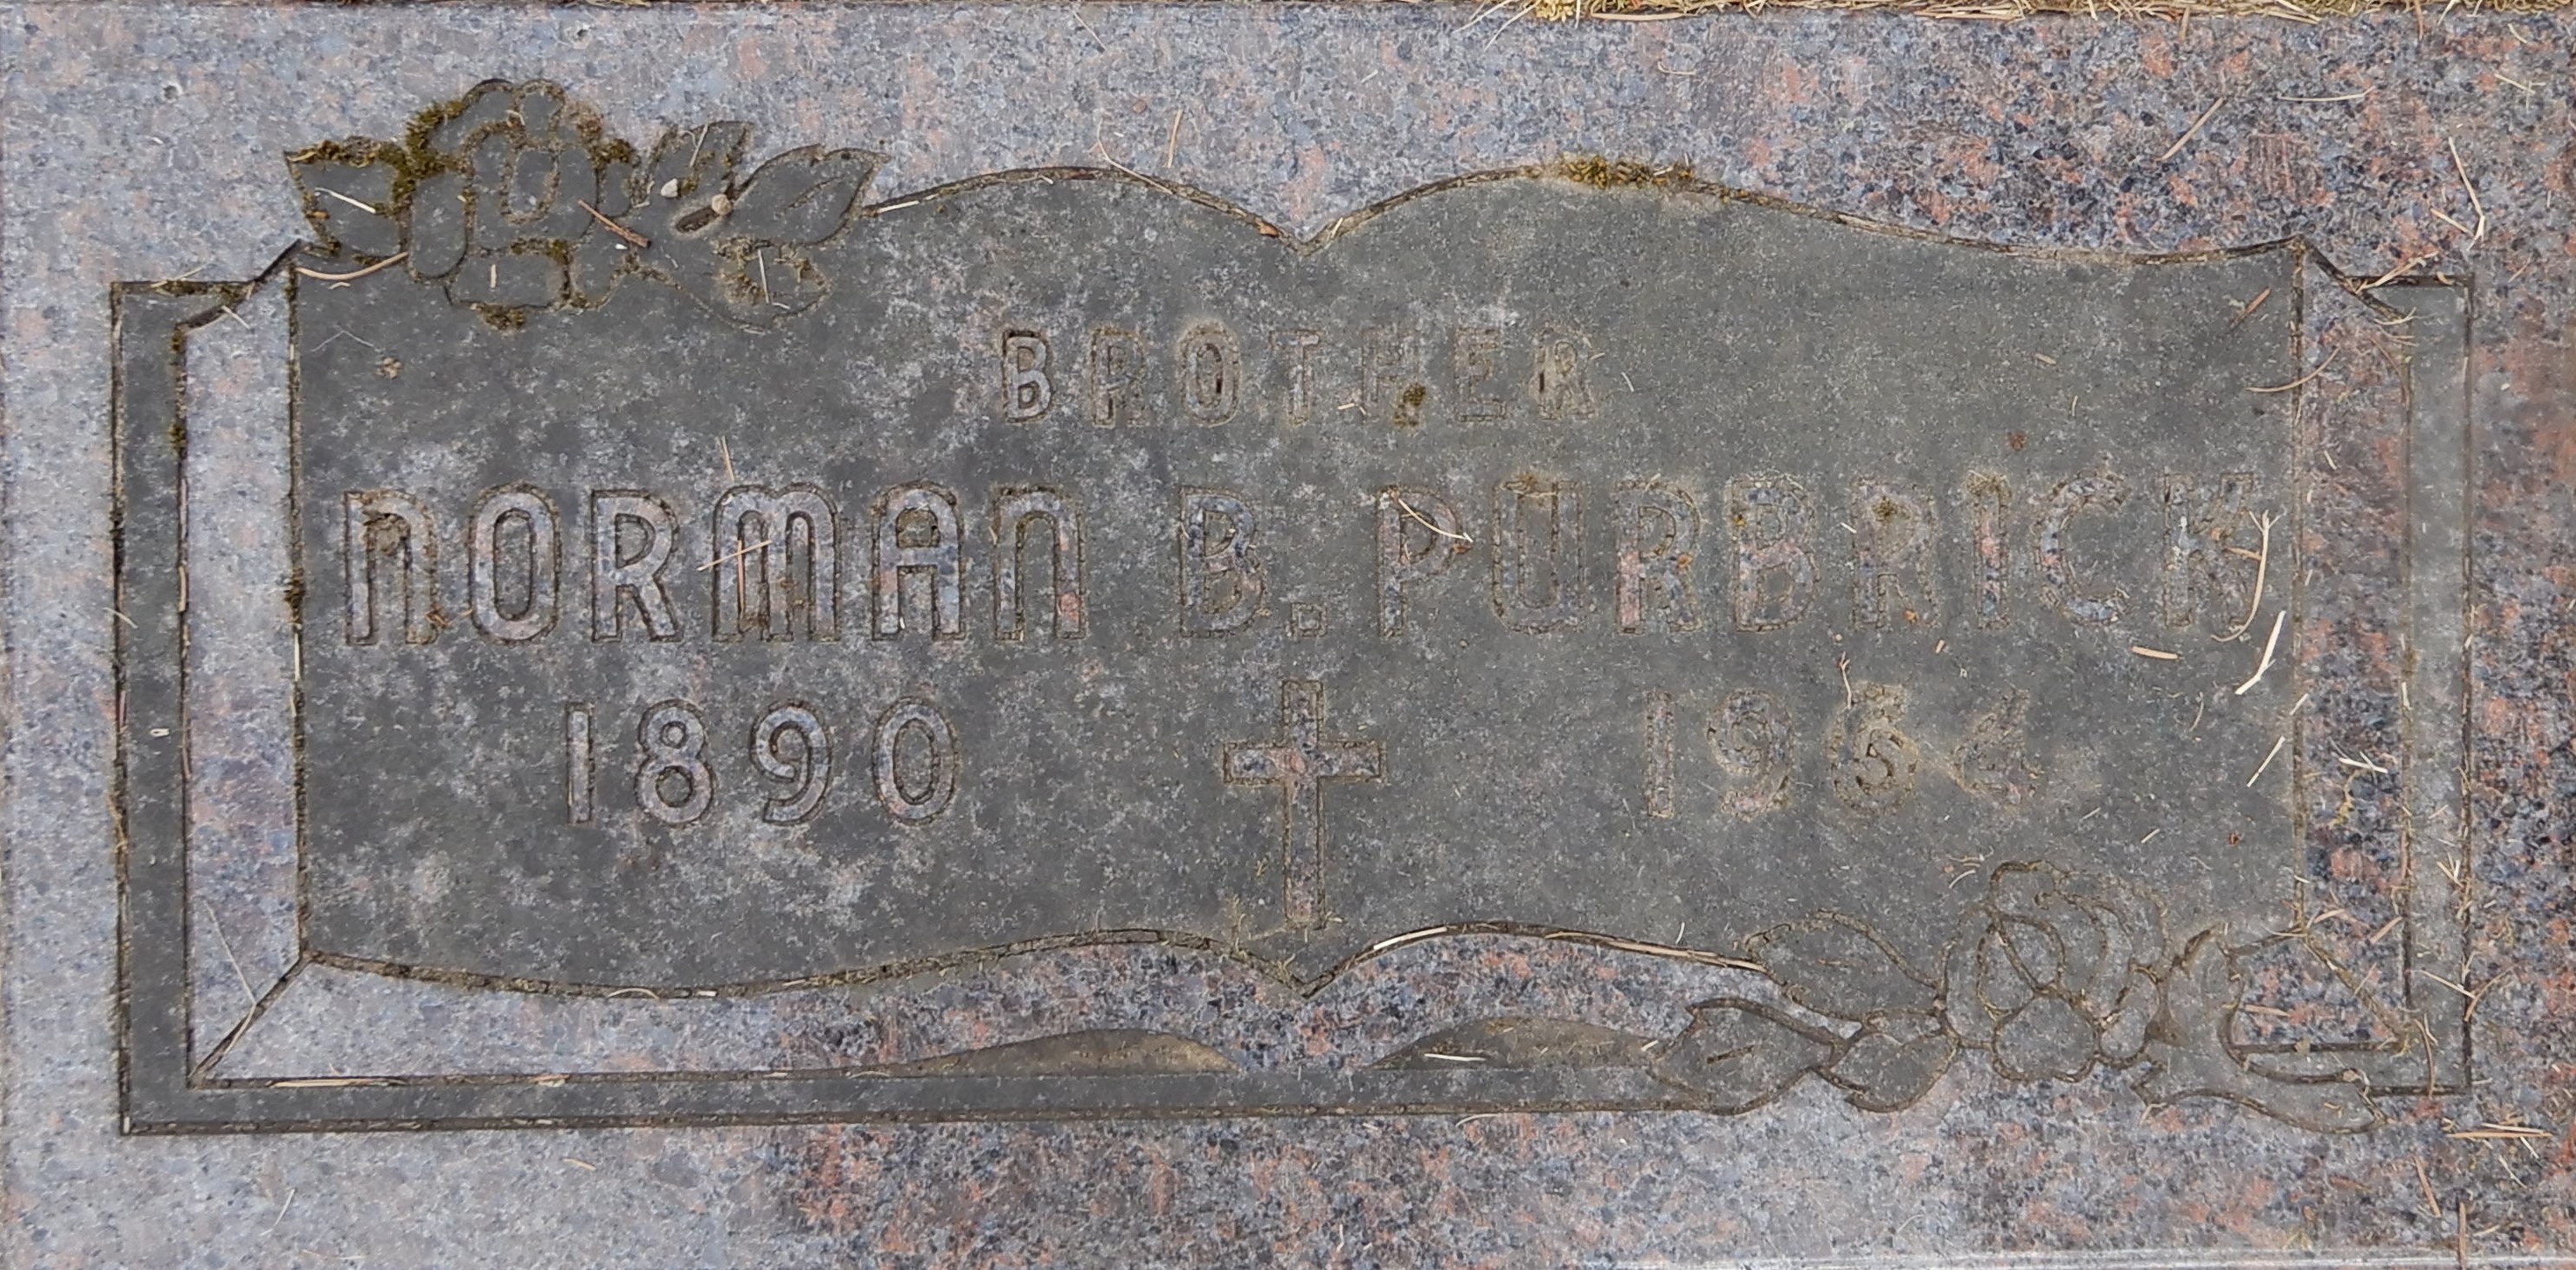 BROTHER
NORMAN B. PURBRICK
1890 1964